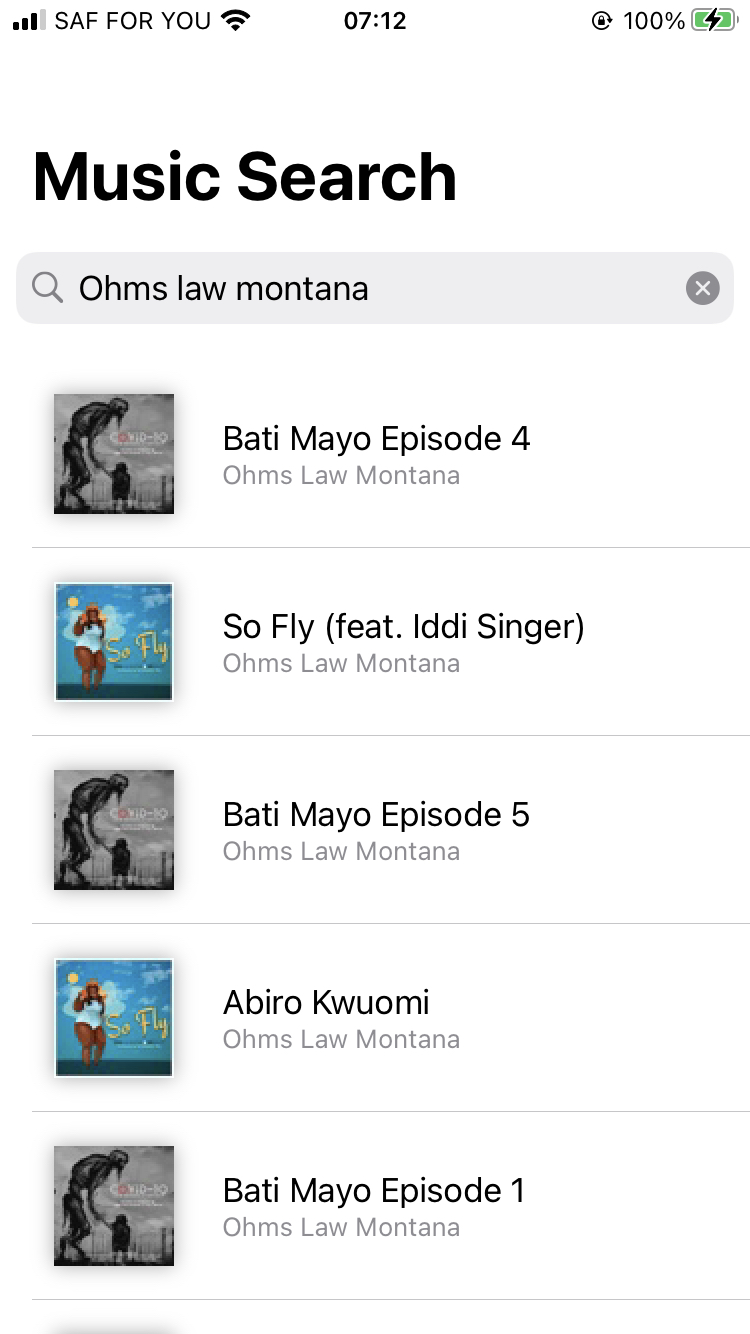 SAF FOR YOU 07:12 100%
Music Search
Ohms law montana
COVID-19
Bati Mayo Episode 4
Ohms Law Montana
So Fly
So Fly (feat. Iddi Singer)
Ohms Law Montana
COVID-19
Bati Mayo Episode 5
Ohms Law Montana
So Fly
Abiro Kwuomi
Ohms Law Montana
COVID-19
Bati Mayo Episode 1
Ohms Law Montana